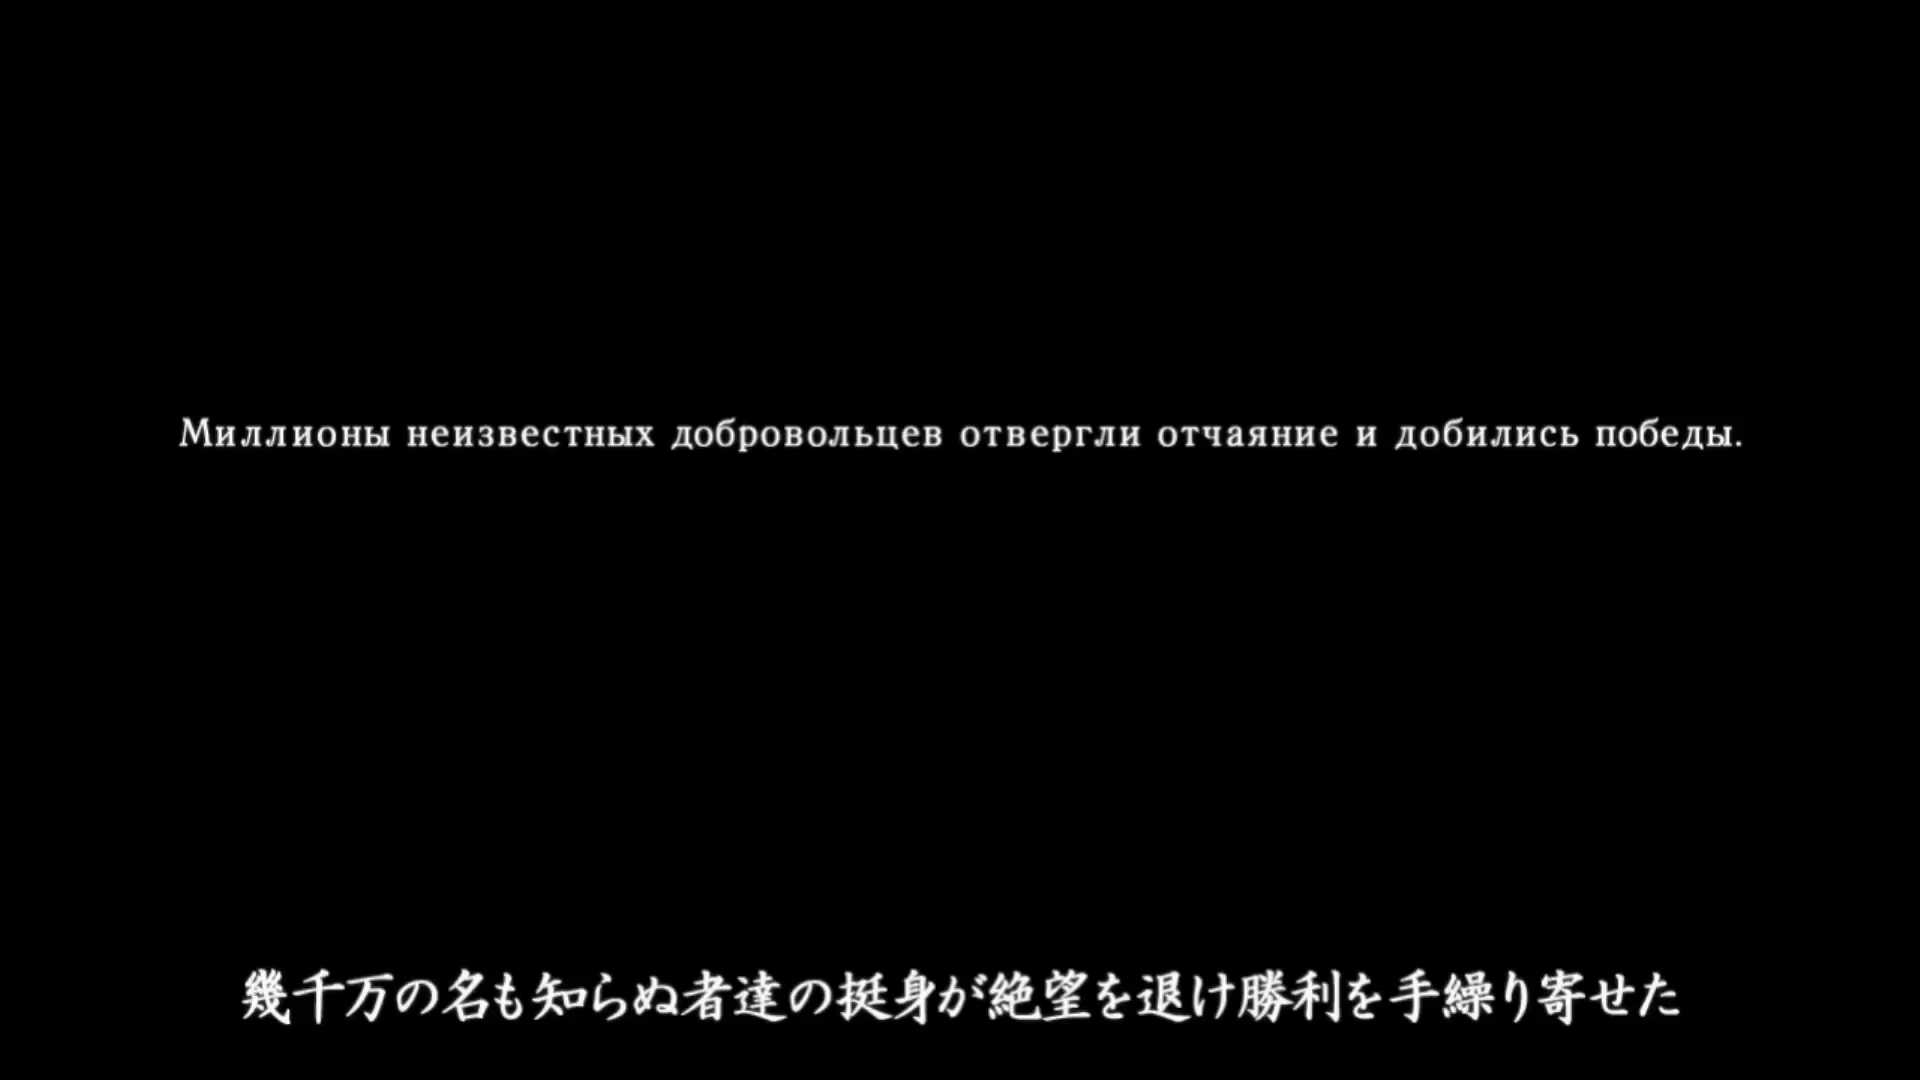 Миллионы неизвестных добровольцев отвергли отчаяние и добились победы.
幾千万の名も知らぬ者達の挺身が絶望を退け勝利を手繰り寄せた